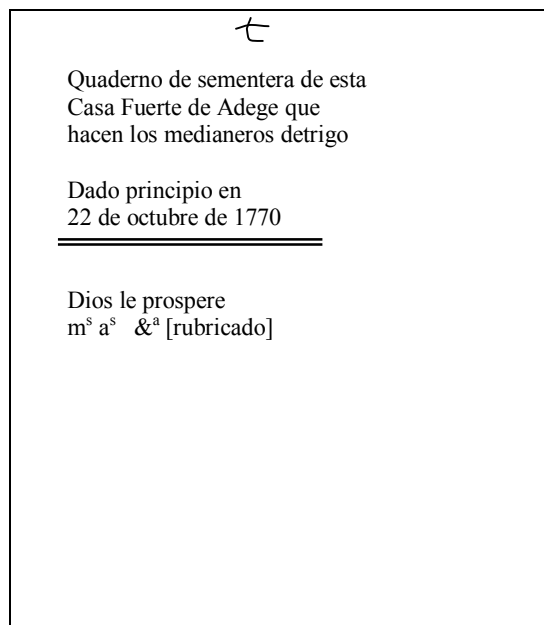 Quaderno de sementera de esta
Casa Fuerte de Adege que
hacen los medianeros detrigo
Dado principio en
22 de octubre de 1770
Dios le prospere
mˢ aˢ &ᵃ [rubricado]